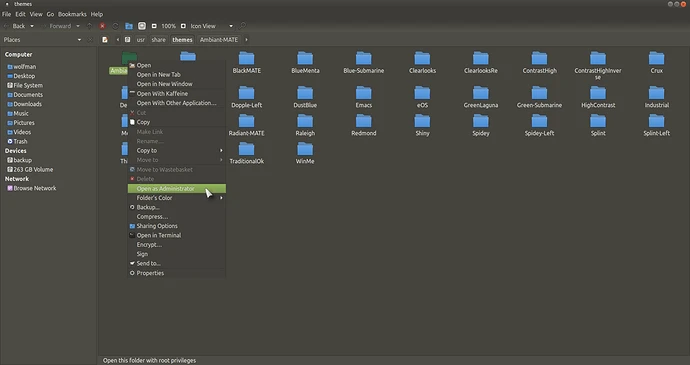 themes
File Edit View Go Bookmarks Help
Back Forward 100% Icon View
Places usr share themes Ambiant-MATE
Computer
wolfman
Desktop
File System
Documents
Downloads
Music
Pictures
Videos
Trash
Devices
backup
263 GB Volume
Network
Browse Network
BlackMATE BlueMenta Blue-Submarine Clearlooks ClearlooksRe ContrastHigh ContrastHighInverse Crux
Dopple-Left DustBlue Emacs eOS GreenLaguna Green-Submarine HighContrast Industrial
Radiant-MATE Raleigh Redmond Shiny Spidey Spidey-Left Splint Splint-Left
TraditionalOk WinMe
Open
Open in New Tab
Open in New Window
Open With Kaffeine
Open With Other Application...
Cut
Copy
Make Link
Rename...
Copy to
Move to
Move to Wastebasket
Delete
Open as Administrator
Folder's Color
Backup...
Compress...
Sharing Options
Open in Terminal
Encrypt...
Sign
Send to...
Properties
Open this folder with root privileges